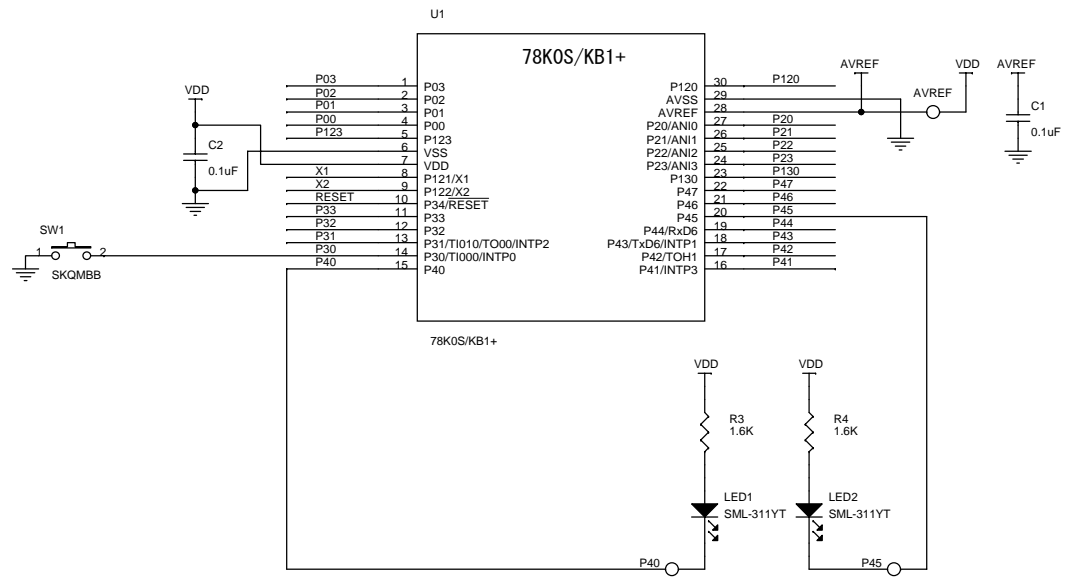 U1
78K0S/KB1+
P03 1 P03
P02 2 P02
P01 3 P01
P00 4 P00
P123 5 P123
6 VSS
7 VDD
X1 8 P121/X1
X2 9 P122/X2
RESET 10 P34/RESET
P33 11 P33
P32 12 P32
P31 13 P31/TI010/TO00/INTP2
P30 14 P30/TI000/INTP0
P40 15 P40
P120 30 P120
AVSS 29
AVREF 28
P20/ANI0 27 P20
P21/ANI1 26 P21
P22/ANI2 25 P22
P23/ANI3 24 P23
P130 23 P130
P47 22 P47
P46 21 P46
P45 20 P45
P44/RxD6 19 P44
P43/TxD6/INTP1 18 P43
P42/TOH1 17 P42
P41/INTP3 16 P41
78K0S/KB1+
VDD
C2
0.1uF
SW1
1 2
SKQMBB
AVREF
AVREF
VDD
AVREF
C1
0.1uF
VDD
R3
1.6K
LED1
SML-311YT
P40
VDD
R4
1.6K
LED2
SML-311YT
P45